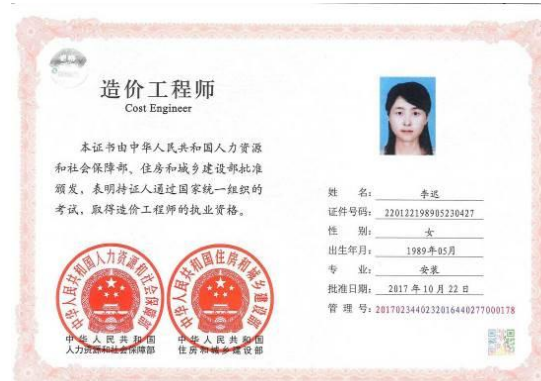 造价工程师
Cost Engineer
本证书由中华人民共和国人力资源
和社会保障部、住房和城乡建设部批准
颁发，表明持证人通过国家统一组织的
考试，取得造价工程师的执业资格。
中华人民共和国人力资源和社会保障部
中华人民共和国住房和城乡建设部
中华人民共和国
人力资源和社会保障部
中华人民共和国
住房和城乡建设部
姓 名： 李迟
证件号码： 220122198905230427
性 别： 女
出生年月： 1989年05月
专 业： 安装
批准日期： 2017年10月22日
管 理 号：2017023440232016440277000178